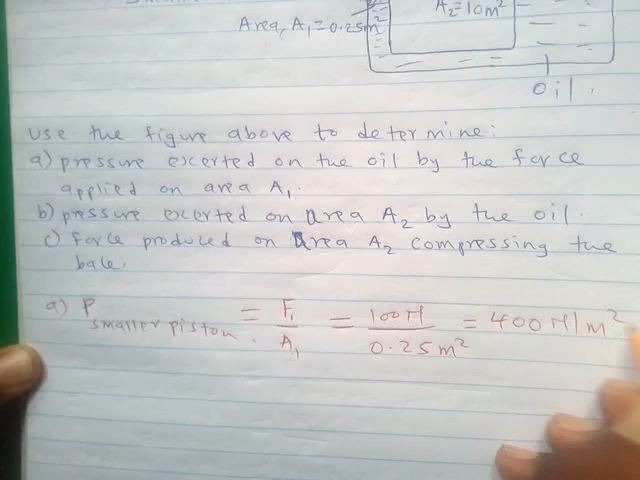 Area, A₁ = 0.25m²
A₂ = 10m²
Oil.
Use the figure above to determine:
a) pressure excerted on the oil by the force
applied on area A₁.
b) pressure excerted on area A₂ by the oil.
c) force produced on area A₂ compressing the
bale.
a) P smaller piston. = F₁/A₁ = 100N/0.25m² = 400N/m²